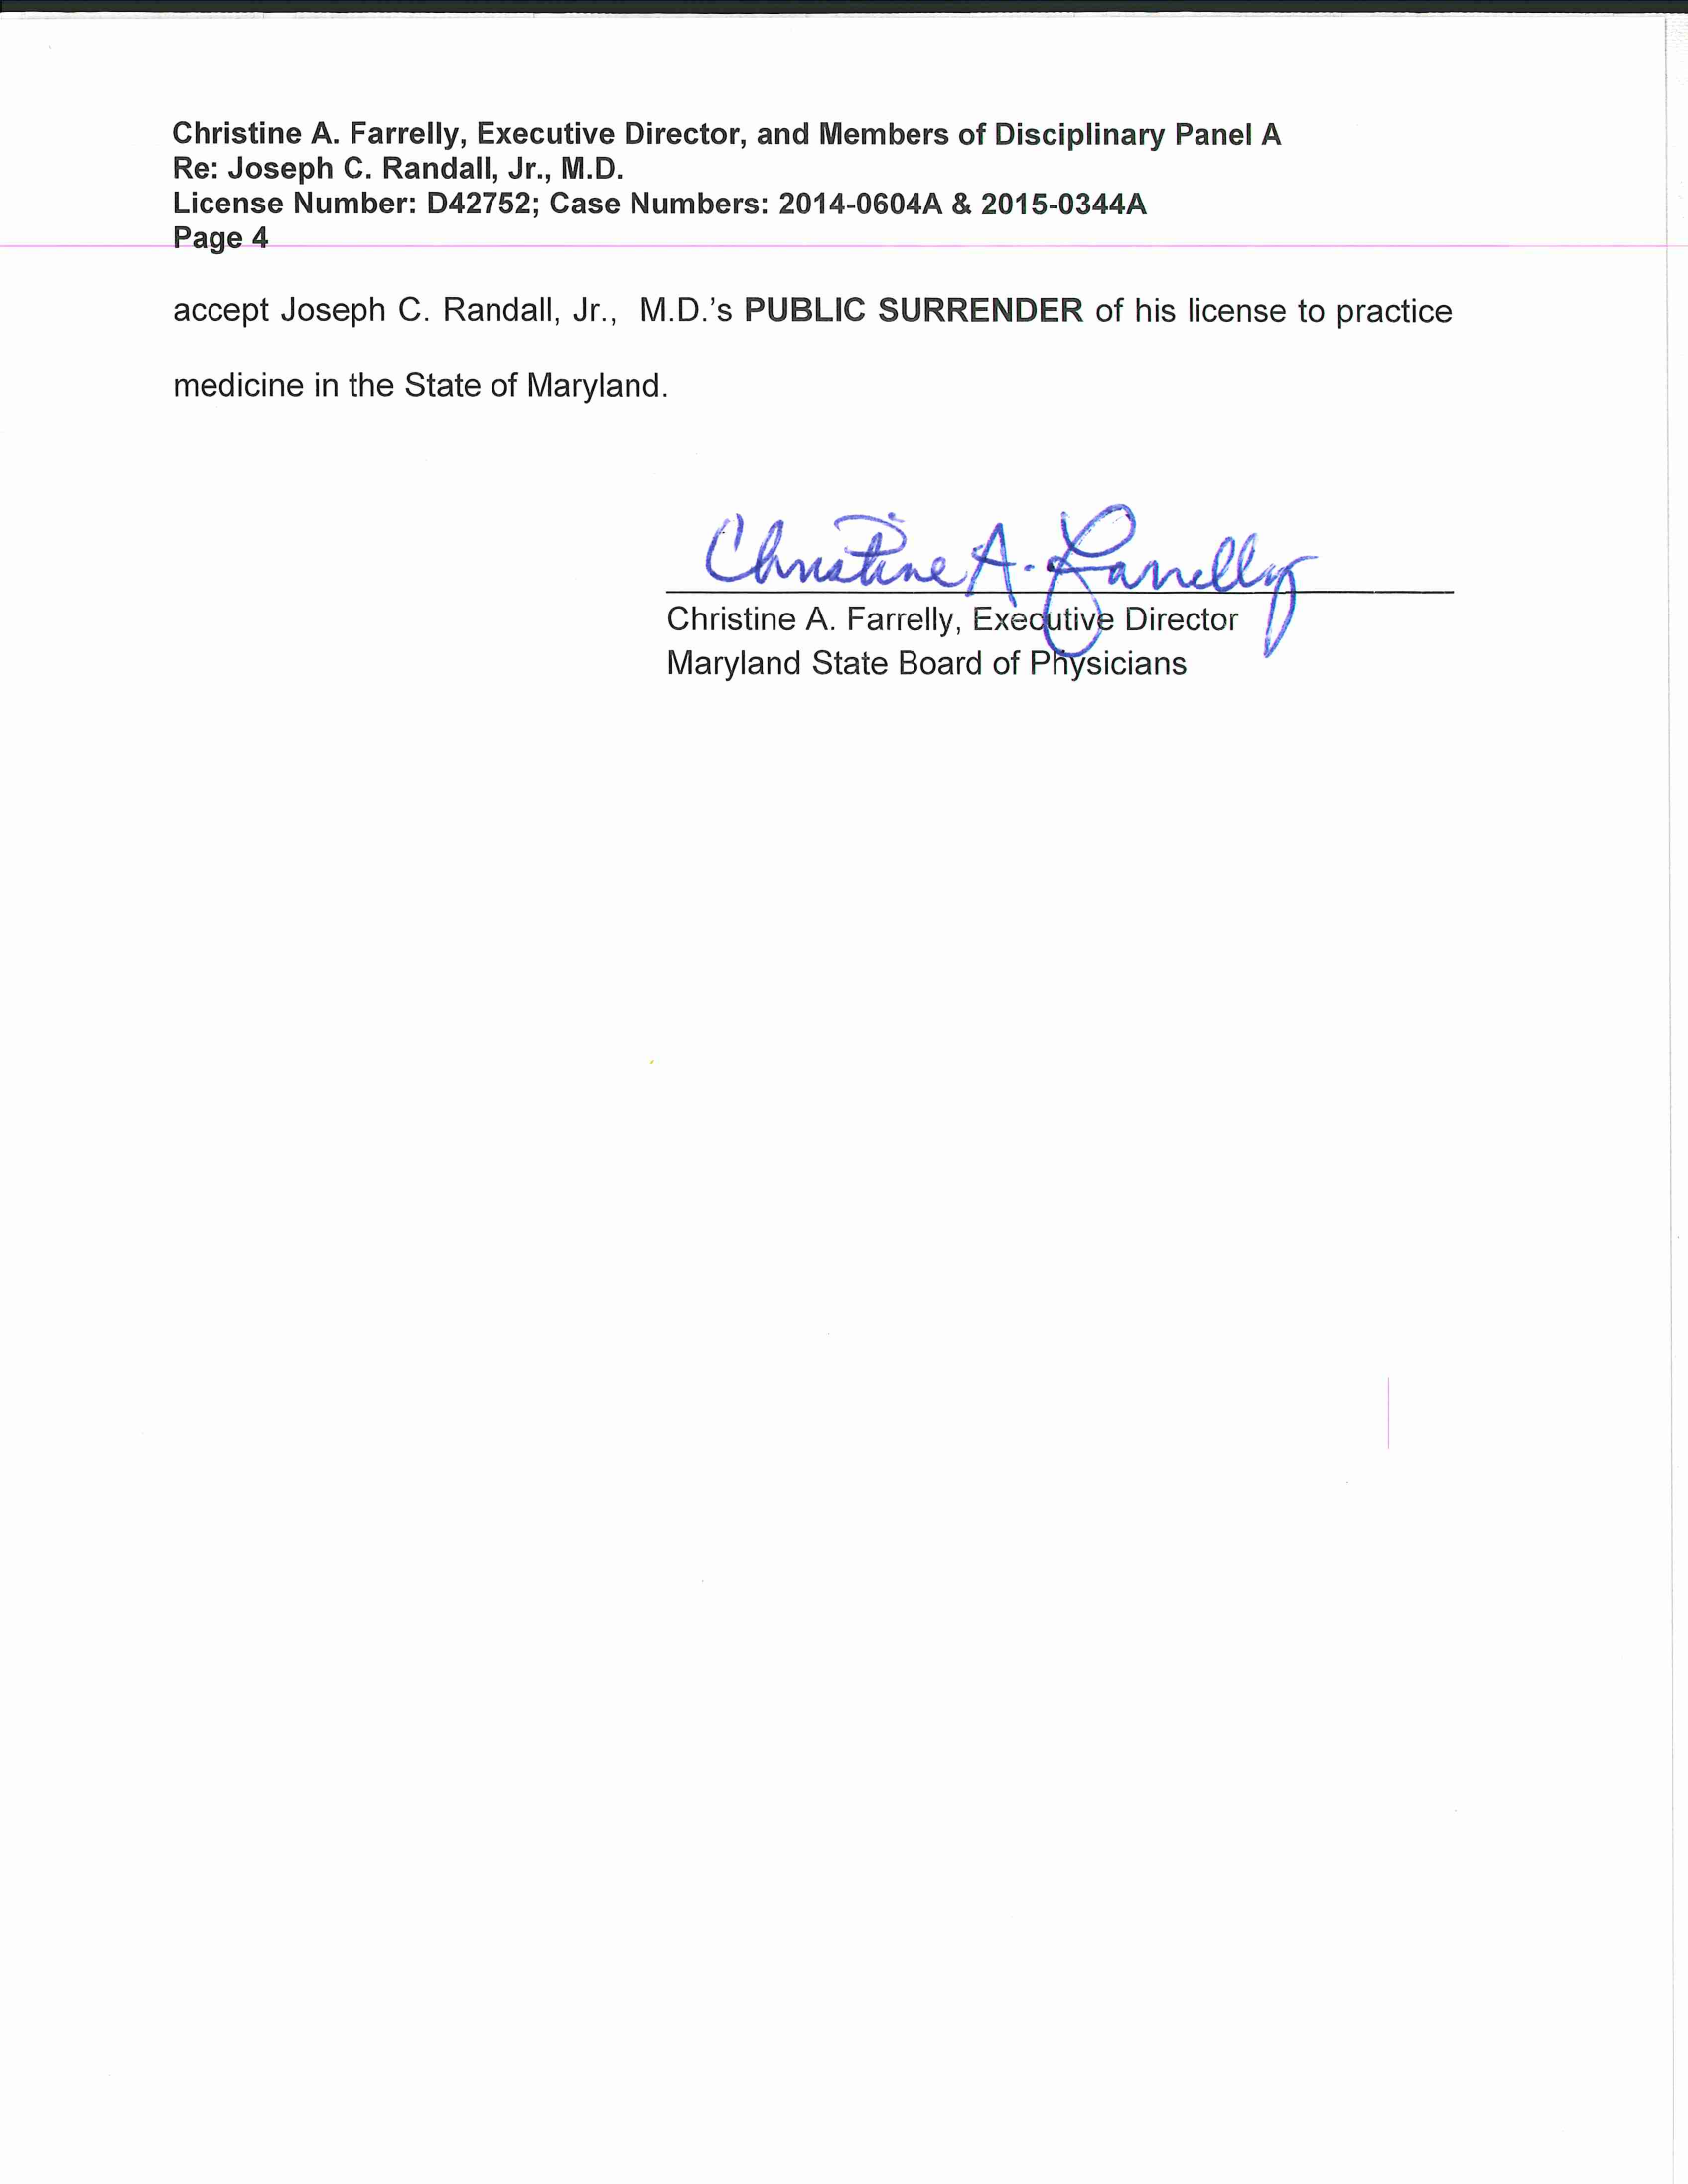 Christine A. Farrelly, Executive Director, and Members of Disciplinary Panel A
Re: Joseph C. Randall, Jr., M.D.
License Number: D42752; Case Numbers: 2014-0604A & 2015-0344A
Page 4
accept Joseph C. Randall, Jr., M.D.'s PUBLIC SURRENDER of his license to practice
medicine in the State of Maryland.
Christine A. Farrelly
Christine A. Farrelly, Executive Director
Maryland State Board of Physicians